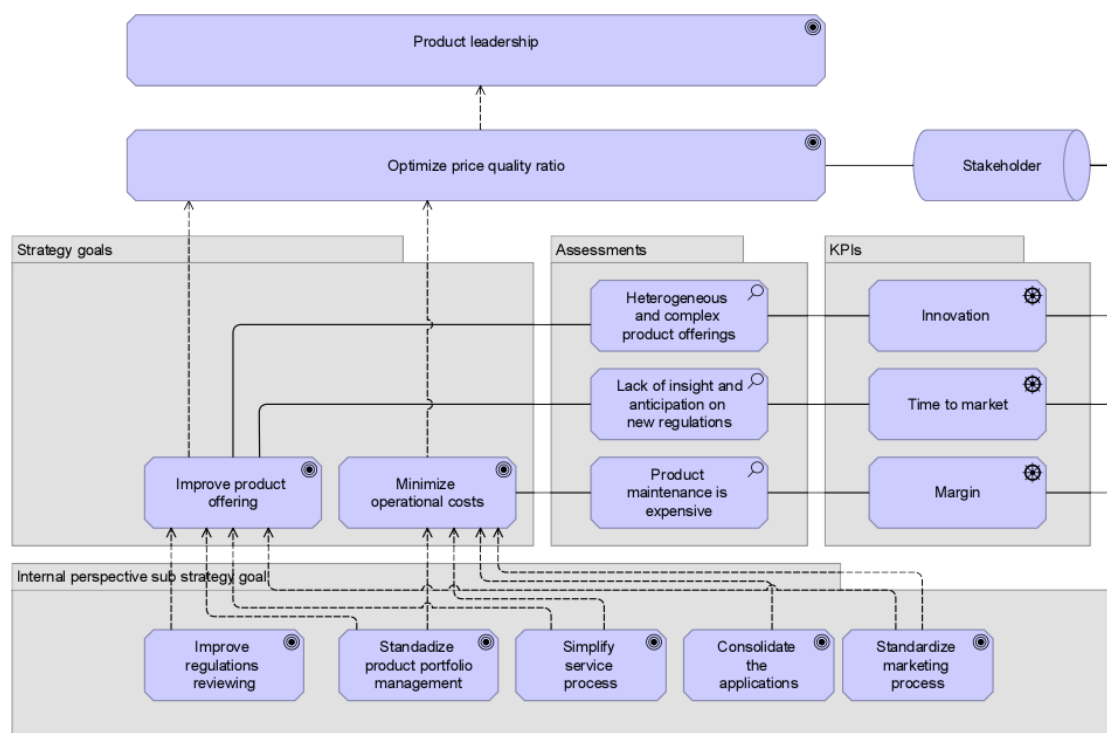 Product leadership
Optimize price quality ratio
Stakeholder
Strategy goals
Assessments
KPIs
Heterogeneous
and complex
product offerings
Innovation
Lack of insight and
anticipation on
new regulations
Time to market
Improve product
offering
Minimize
operational costs
Product
maintenance is
expensive
Margin
Internal perspective sub strategy goal
Improve
regulations
reviewing
Standadize
product portfolio
management
Simplify
service
process
Consolidate
the
applications
Standardize
marketing
process